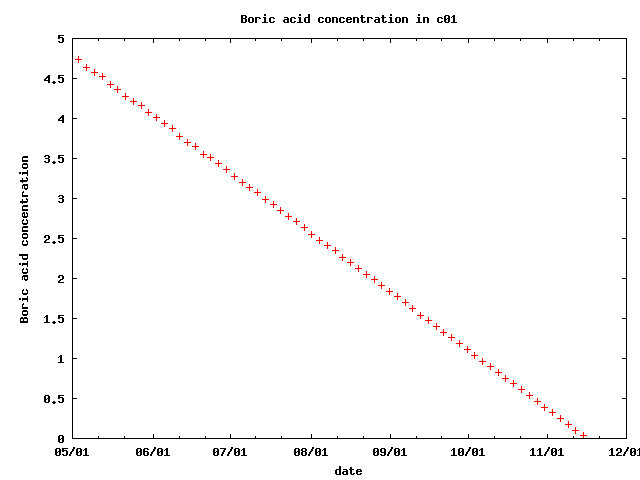 Boric acid concentration in c01
5
4.5
4
3.5
3
2.5
2
1.5
1
0.5
0
Boric acid concentration
05/01 06/01 07/01 08/01 09/01 10/01 11/01 12/01
date